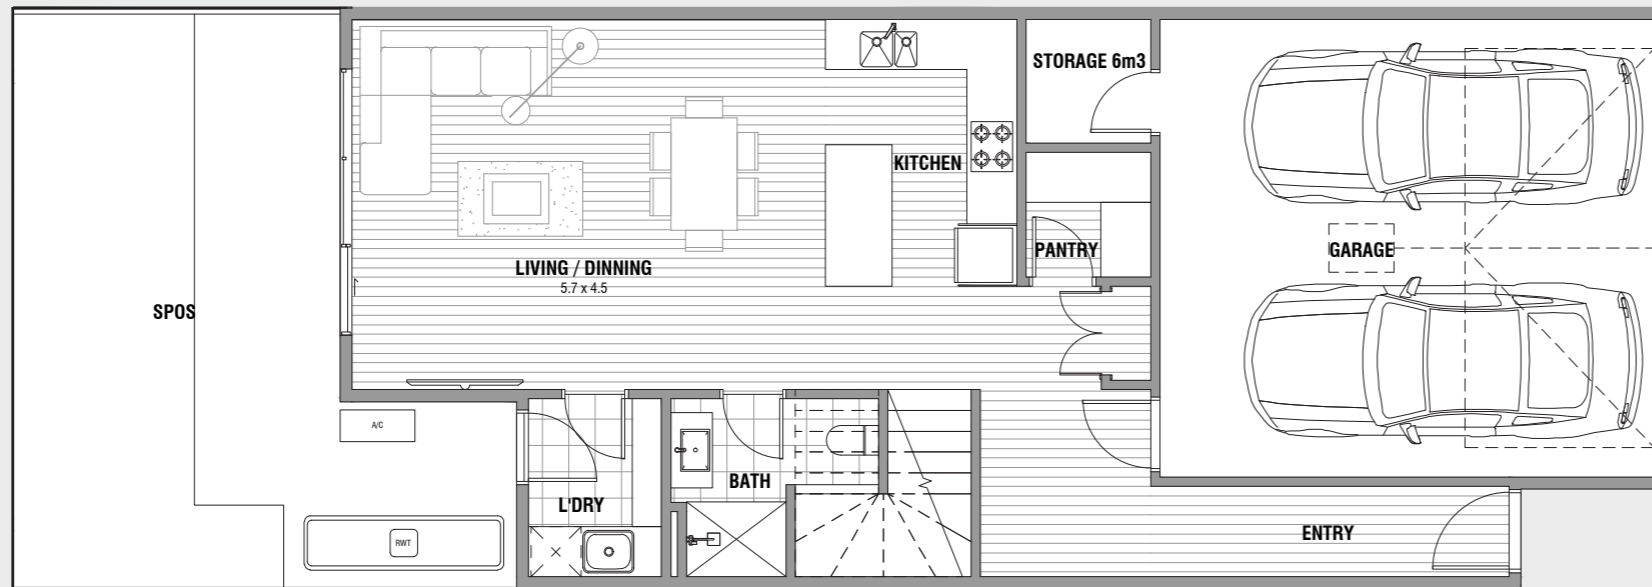 STORAGE 6m3
KITCHEN
PANTRY
GARAGE
LIVING / DINNING
5.7 x 4.5
SPOS
A/C
BATH
L'DRY
ENTRY
RWT